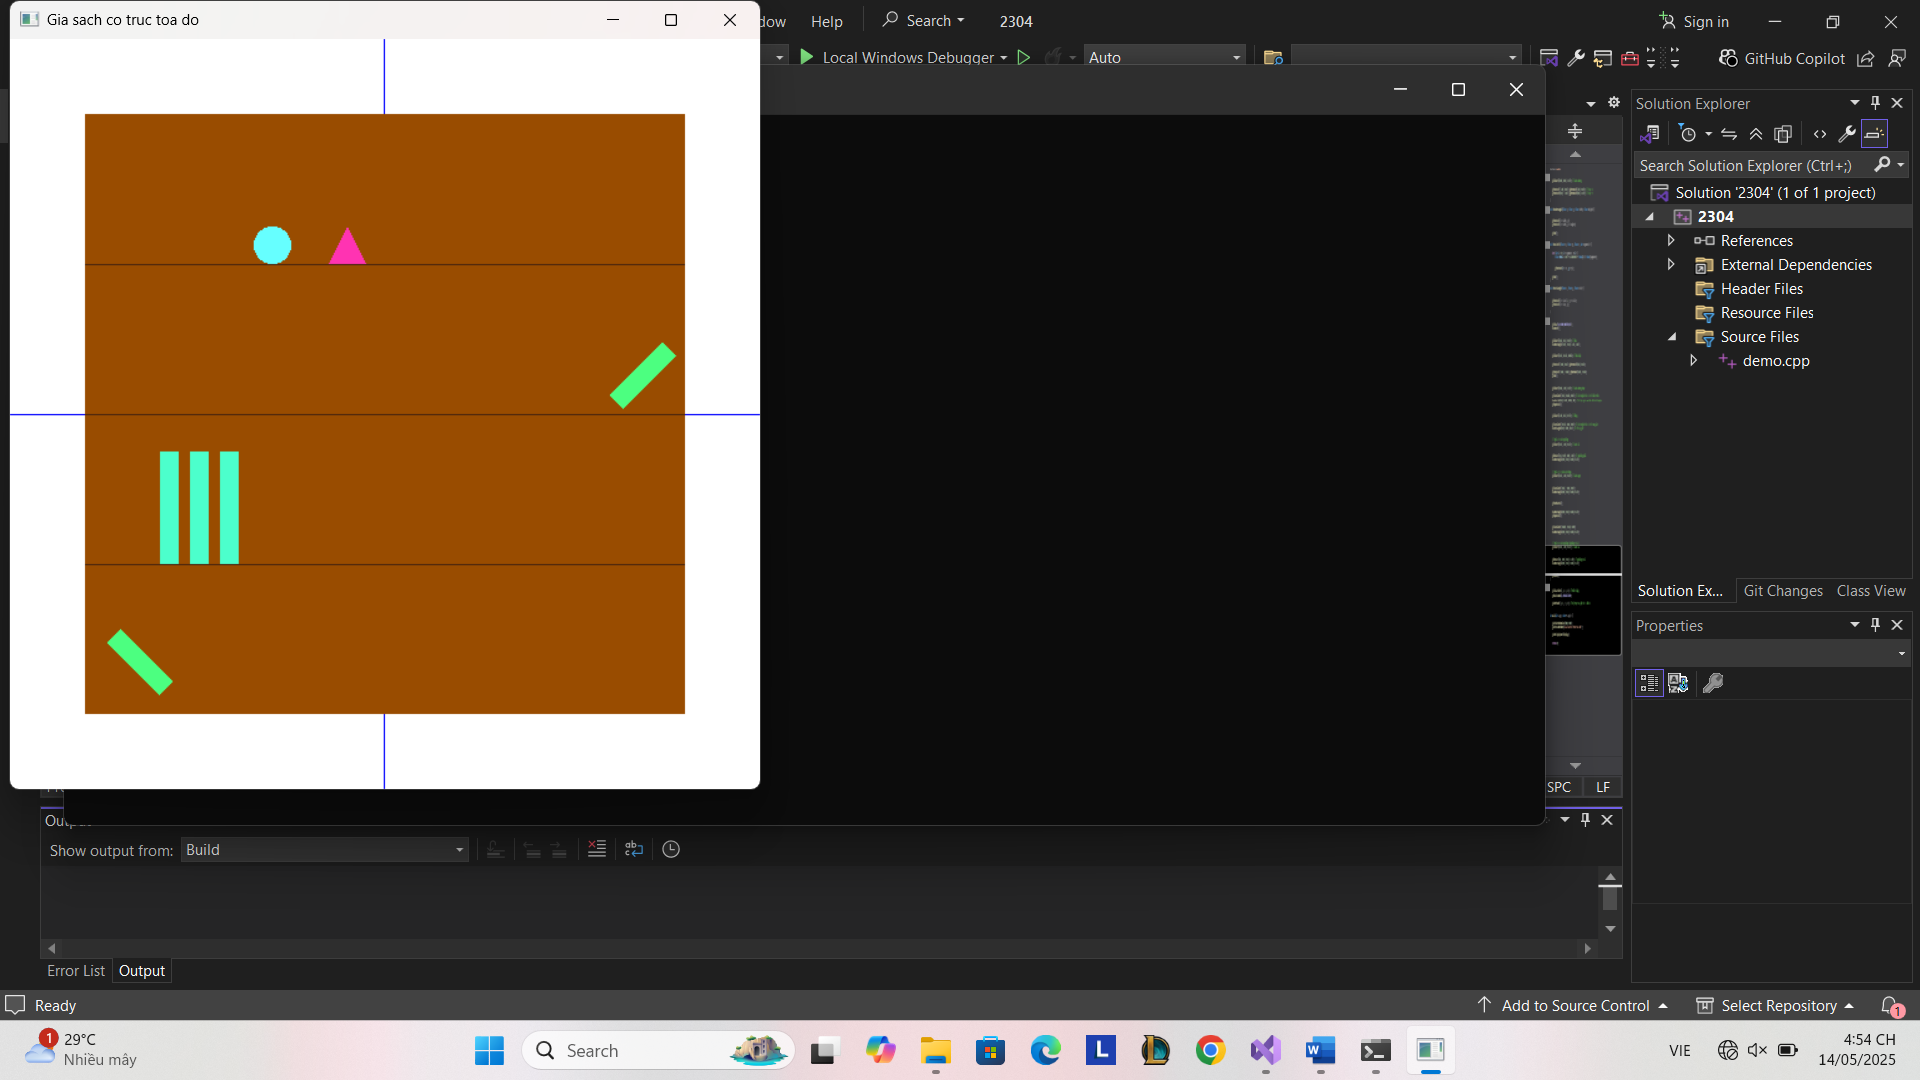 Gia sach co truc toa do
dow
Help
Search
2304
Sign in
Local Windows Debugger
Auto
GitHub Copilot
Solution Explorer
Search Solution Explorer (Ctrl+;)
Solution '2304' (1 of 1 project)
2304
References
External Dependencies
Header Files
Resource Files
Source Files
demo.cpp
Solution Ex...
Git Changes
Class View
Properties
SPC
LF
Show output from:
Build
Error List
Output
Ready
Add to Source Control
Select Repository
1
1
29°C
Nhiều mây
Search
L
W
VIE
4:54 CH
14/05/2025